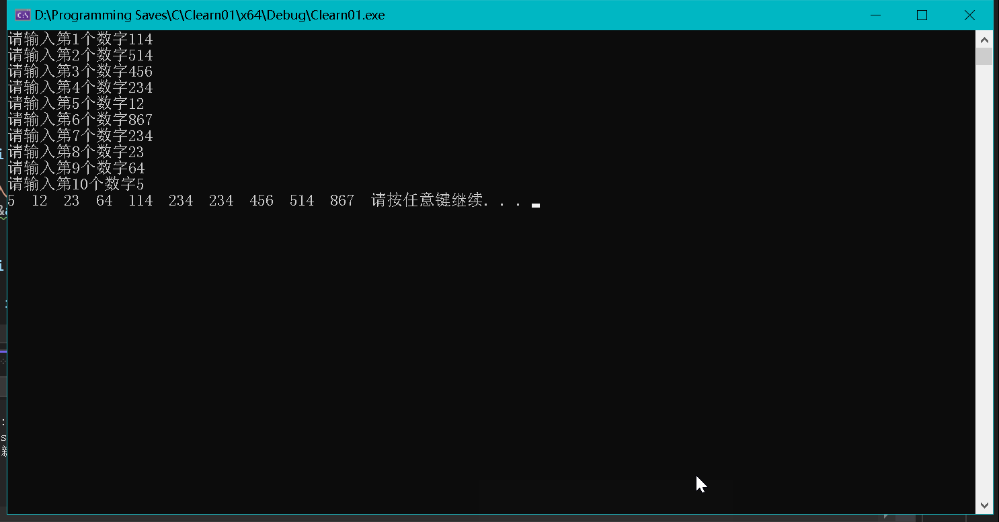 D:\Programming Saves\C\Clearn01\x64\Debug\Clearn01.exe
请输入第1个数字114
请输入第2个数字514
请输入第3个数字456
请输入第4个数字234
请输入第5个数字12
请输入第6个数字867
请输入第7个数字234
请输入第8个数字23
请输入第9个数字64
请输入第10个数字5
5  12  23  64  114  234  234  456  514  867  请按任意键继续. . .